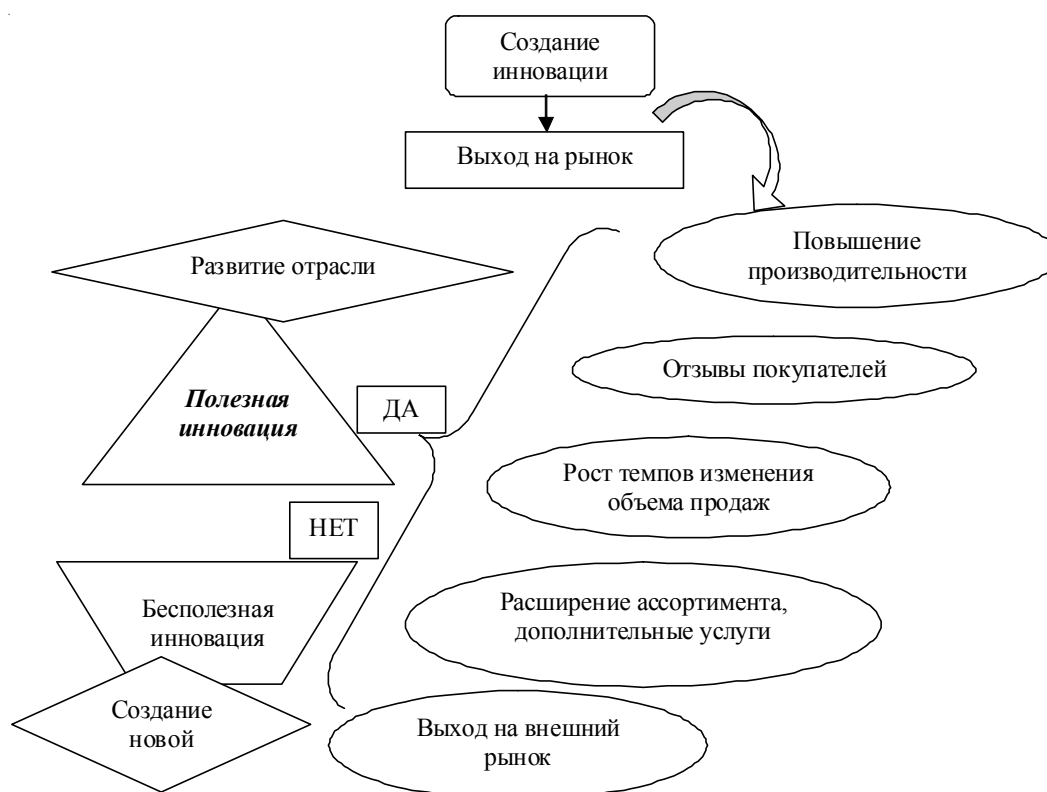 Создание
инновации
Выход на рынок
Повышение
производительности
Развитие отрасли
Отзывы покупателей
Полезная
инновация
ДА
Рост темпов изменения
объема продаж
НЕТ
Бесполезная
инновация
Расширение ассортимента,
дополнительные услуги
Создание
новой
Выход на внешний
рынок